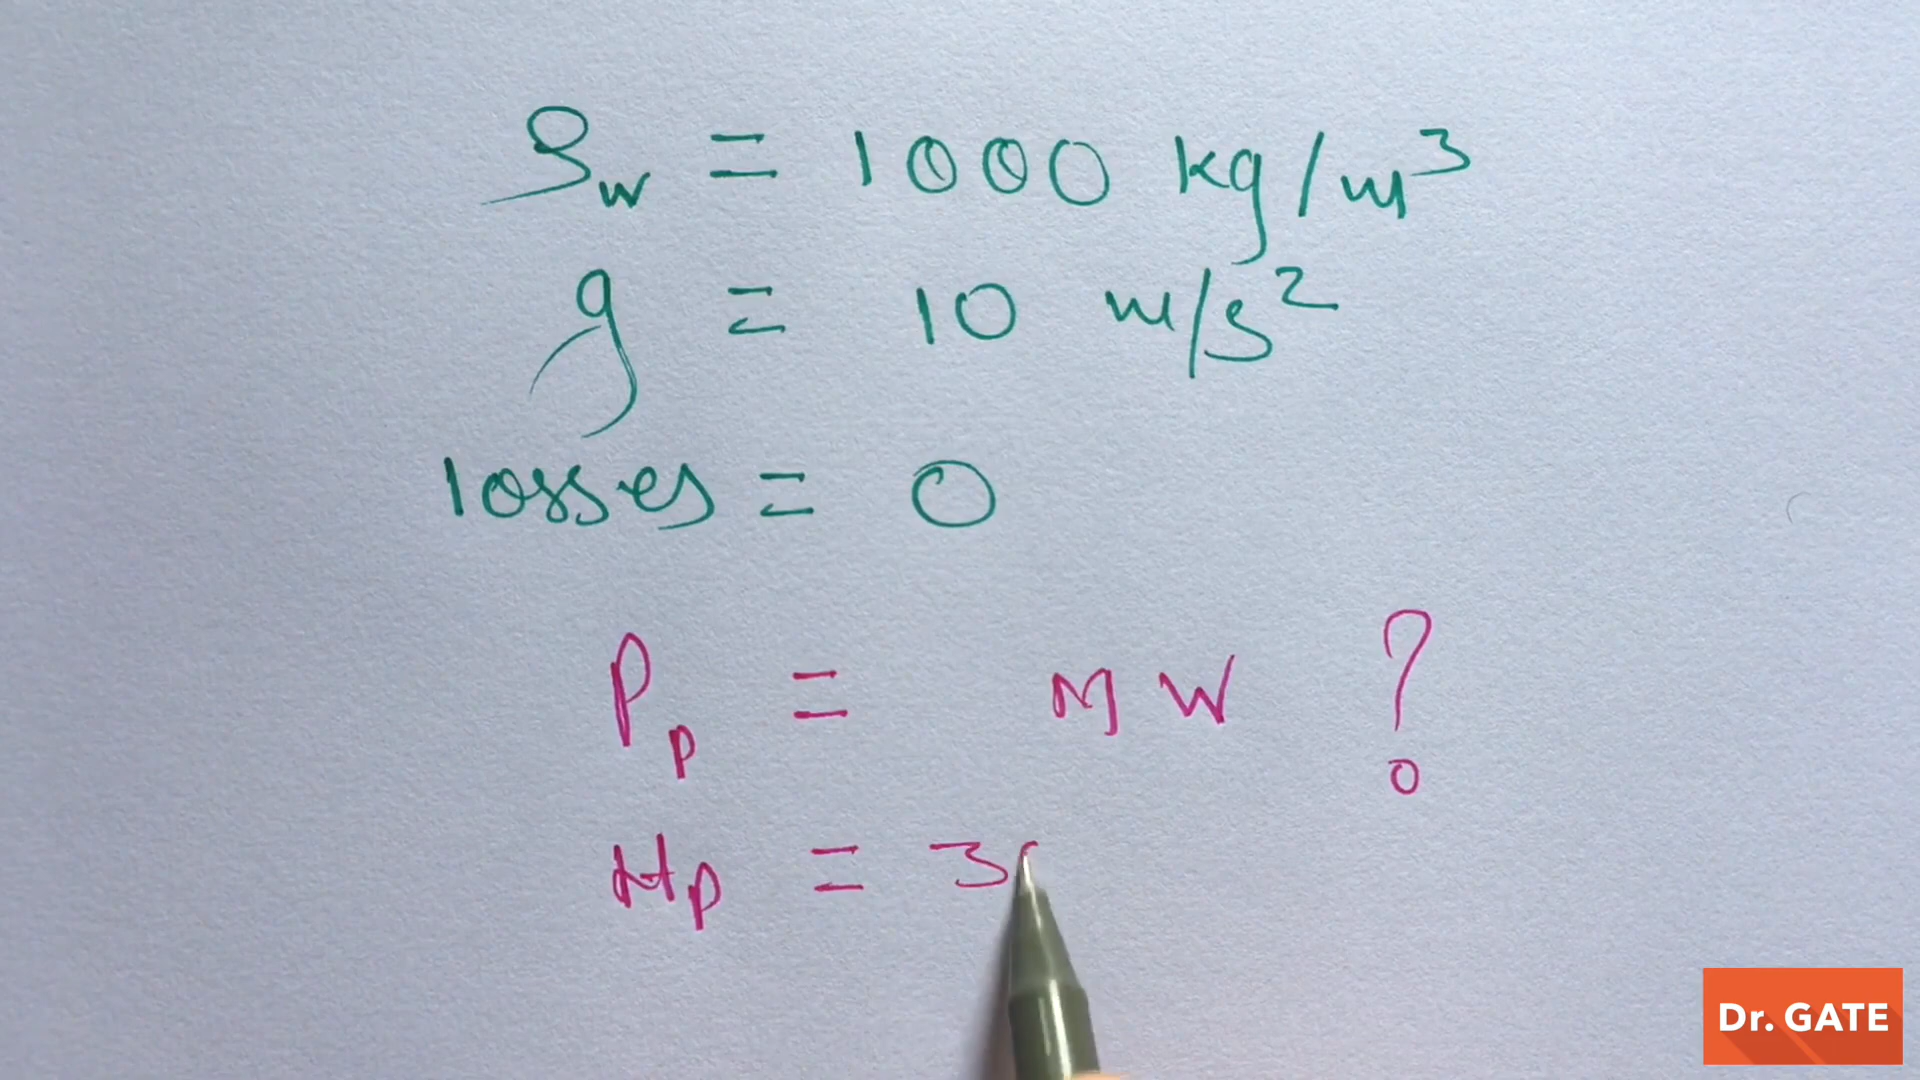 ρw = 1000 kg/m³
g = 10 m/s²
losses = 0
Pp = MW ?
Hp = 3
Dr. GATE